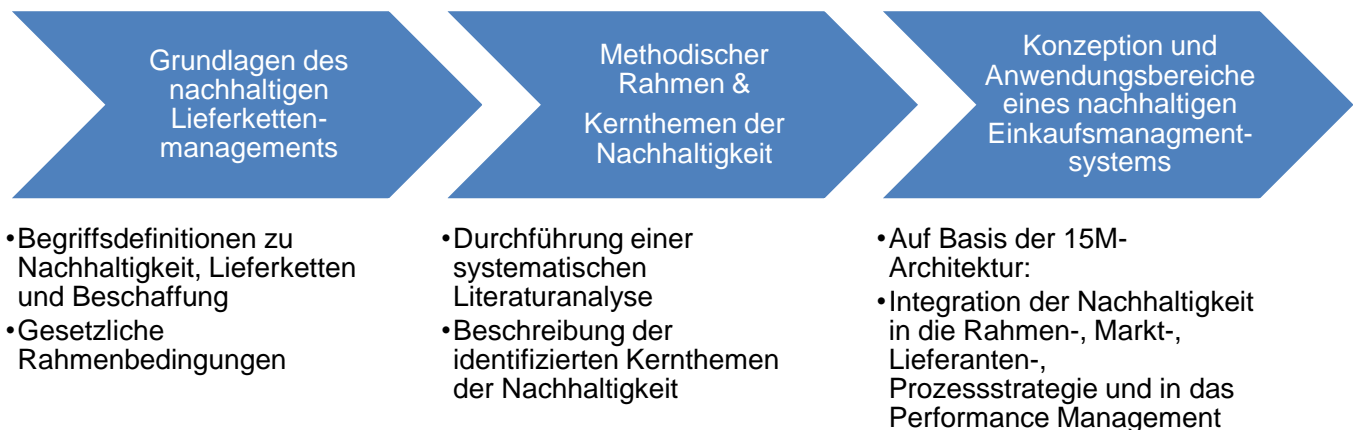 Grundlagen des
nachhaltigen
Lieferketten-
managements
•Begriffsdefinitionen zu
Nachhaltigkeit, Lieferketten
und Beschaffung
•Gesetzliche
Rahmenbedingungen
Methodischer
Rahmen &
Kernthemen der
Nachhaltigkeit
•Durchführung einer
systematischen
Literaturanalyse
•Beschreibung der
identifizierten Kernthemen
der Nachhaltigkeit
Konzeption und
Anwendungsbereiche
eines nachhaltigen
Einkaufsmanagment-
systems
•Auf Basis der 15M-
Architektur:
•Integration der Nachhaltigkeit
in die Rahmen-, Markt-,
Lieferanten-,
Prozessstrategie und in das
Performance Management